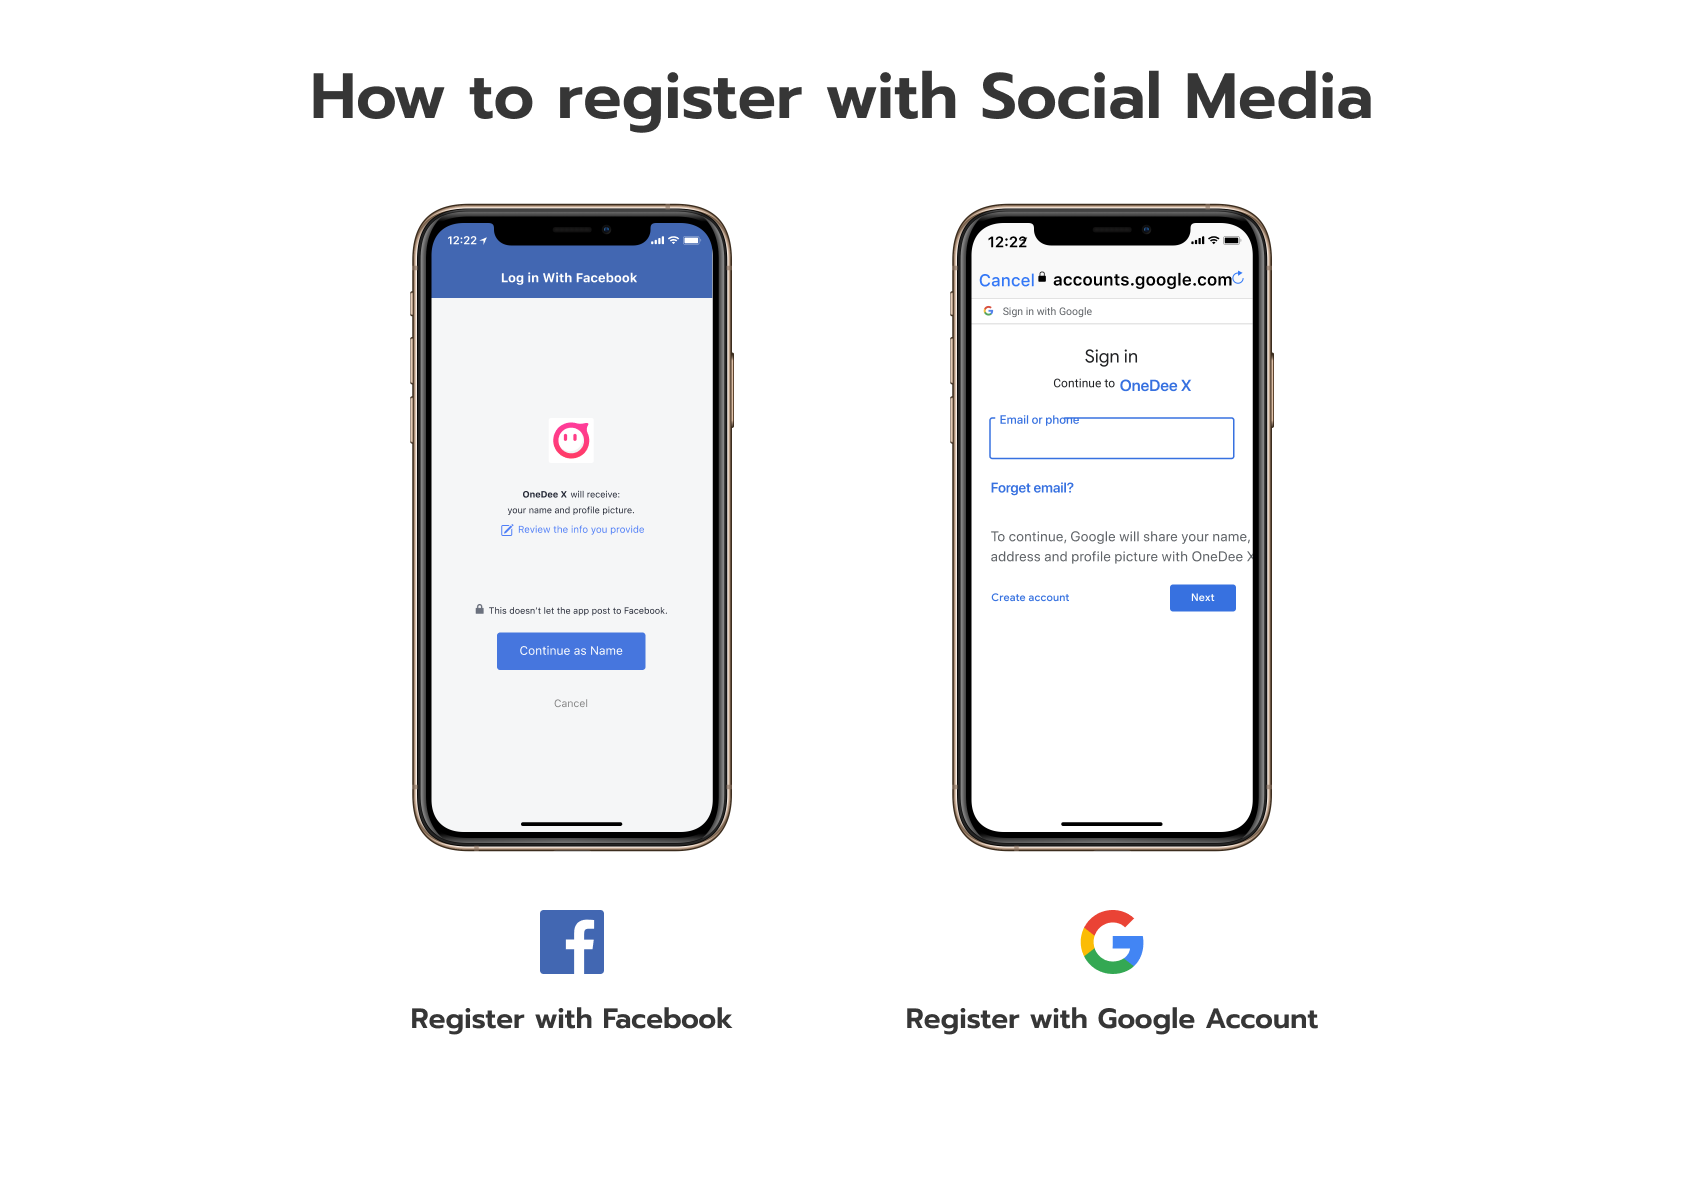 How to register with Social Media
12:22
Log in With Facebook
OneDee X will receive:
your name and profile picture.
Review the info you provide
This doesn't let the app post to Facebook.
Continue as Name
Cancel
Register with Facebook
12:22
Cancel accounts.google.com
Sign in with Google
Sign in
Continue to OneDee X
Email or phone
Forget email?
To continue, Google will share your name,
address and profile picture with OneDee X
Create account Next
Register with Google Account